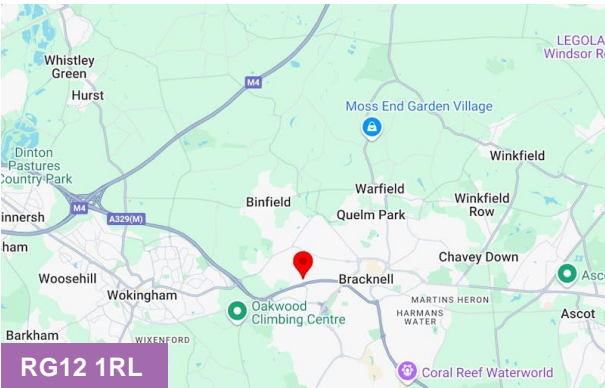 LEGOLA
Windsor R
Whistley
Green
Hurst
M4
Moss End Garden Village
Dinton
Pastures
Country Park
Winkfield
Warfield
Binfield
Winkfield
Row
M4
A329(M)
innersh
Quelm Park
ham
Chavey Down
Woosehill
Bracknell
Asc
Wokingham
MARTINS HERON
Oakwood
Climbing Centre
HARMANS
WATER
Ascot
Barkham
WIXENFORD
RG12 1RL
Coral Reef Waterworld